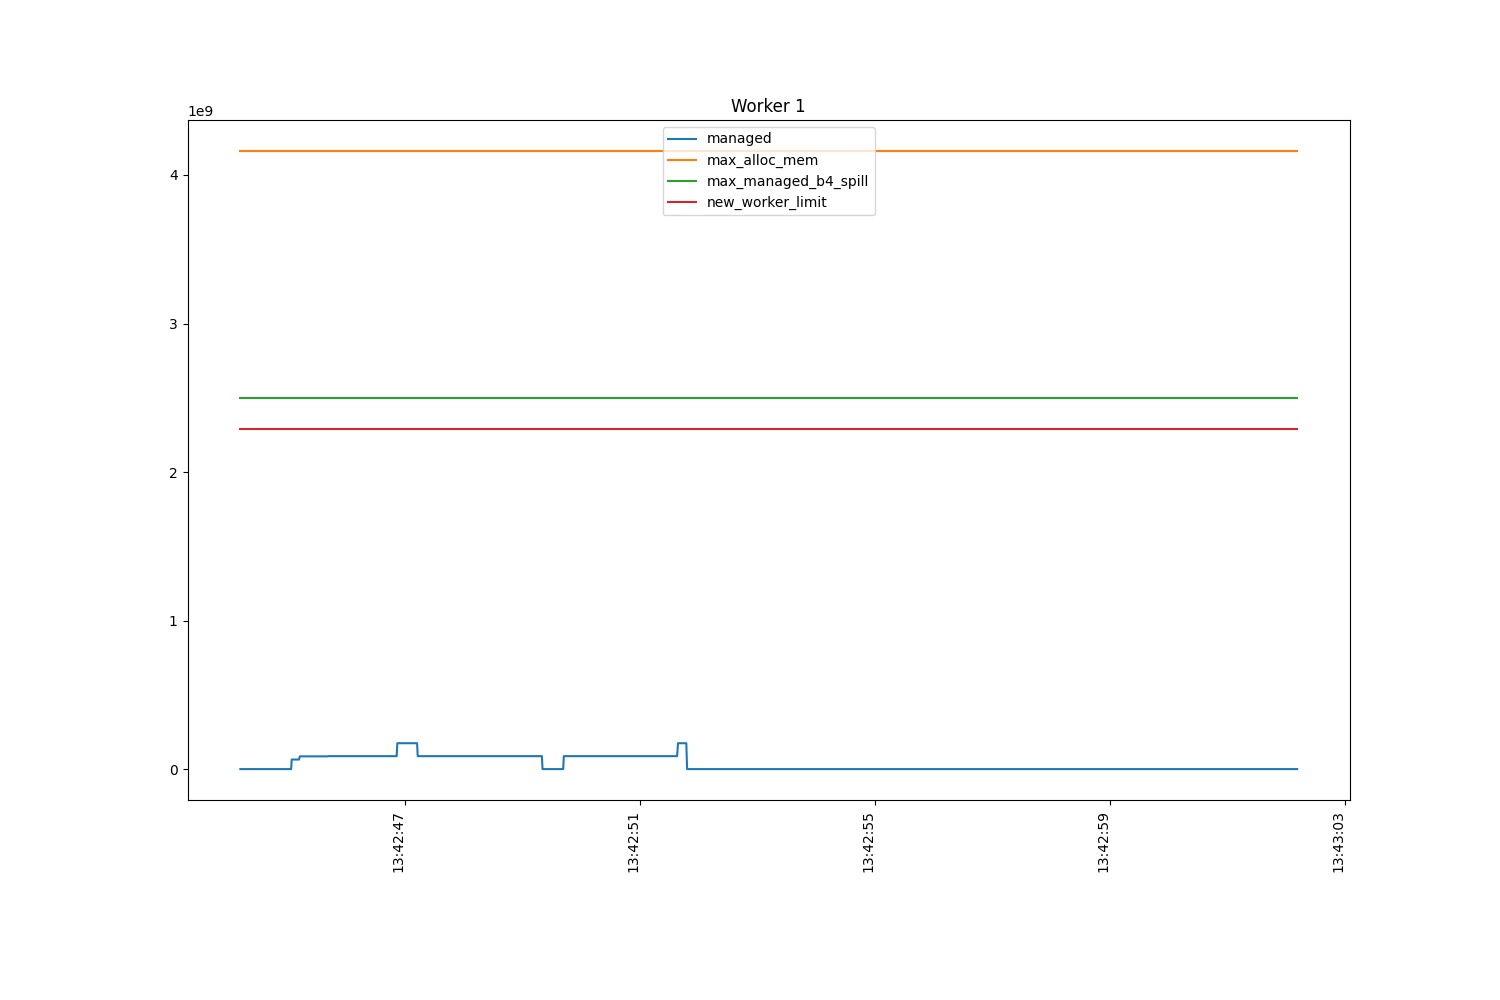 Worker 1
1e9
managed
max_alloc_mem
max_managed_b4_spill
new_worker_limit
4
3
2
1
0
13:42:47
13:42:51
13:42:55
13:42:59
13:43:03